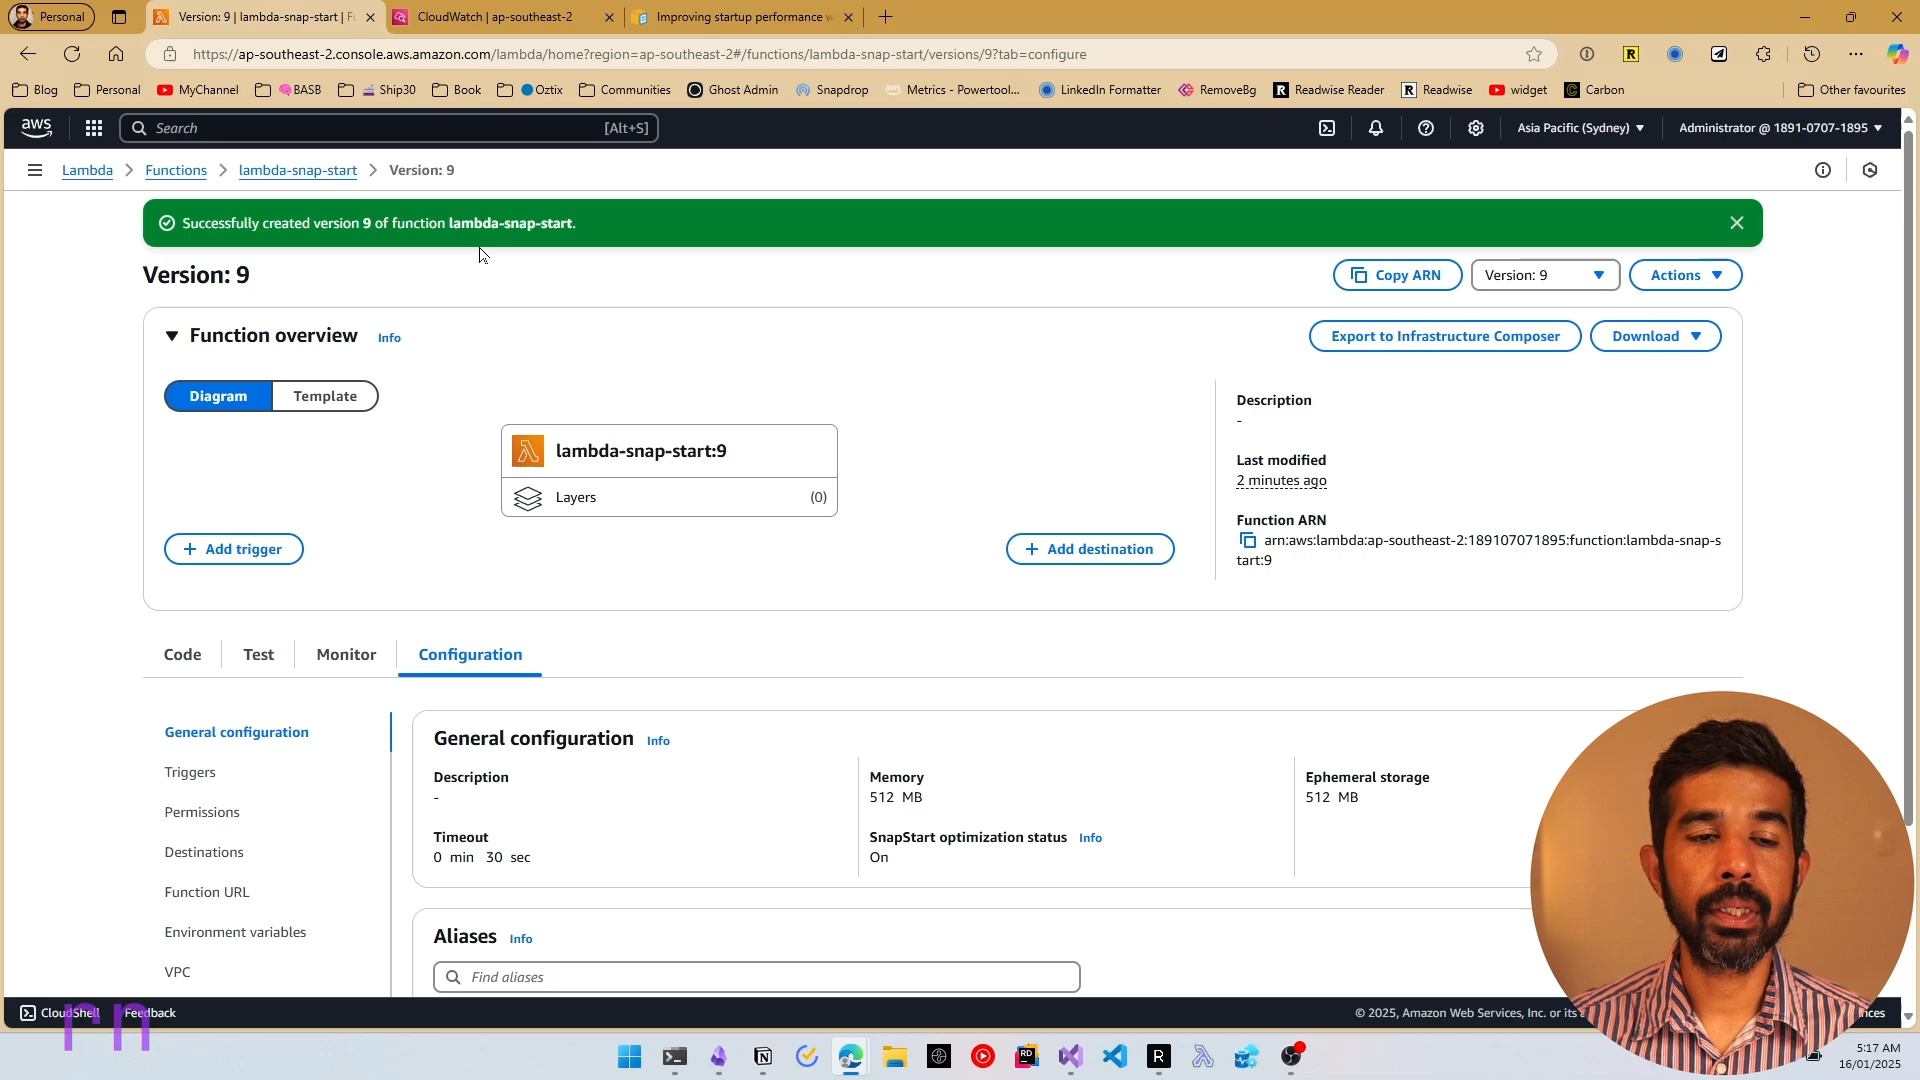 Personal
Version: 9 | lambda-snap-start | Fu
CloudWatch | ap-southeast-2
Improving startup performance w
https://ap-southeast-2.console.aws.amazon.com/lambda/home?region=ap-southeast-2#/functions/lambda-snap-start/versions/9?tab=configure
Blog
Personal
MyChannel
BASB
Ship30
Book
Oztix
Communities
Ghost Admin
Snapdrop
Metrics - Powertool...
LinkedIn Formatter
RemoveBg
Readwise Reader
Readwise
widget
Carbon
Other favourites
aws
Search
[Alt+S]
Asia Pacific (Sydney)
Administrator @ 1891-0707-1895
Lambda
Functions
lambda-snap-start
Version: 9
Successfully created version 9 of function lambda-snap-start.
Version: 9
Copy ARN
Version: 9
Actions
Function overview
Info
Export to Infrastructure Composer
Download
Diagram
Template
lambda-snap-start:9
Layers
(0)
Add trigger
Add destination
Description
-
Last modified
2 minutes ago
Function ARN
arn:aws:lambda:ap-southeast-2:189107071895:function:lambda-snap-s
tart:9
Code
Test
Monitor
Configuration
General configuration
Triggers
Permissions
Destinations
Function URL
Environment variables
VPC
General configuration
Info
Description
-
Memory
512 MB
Ephemeral storage
512 MB
Timeout
0 min 30 sec
SnapStart optimization status
Info
On
Aliases
Info
Find aliases
CloudShell
Feedback
© 2025, Amazon Web Services, Inc. or its
rn
5:17 AM
16/01/2025